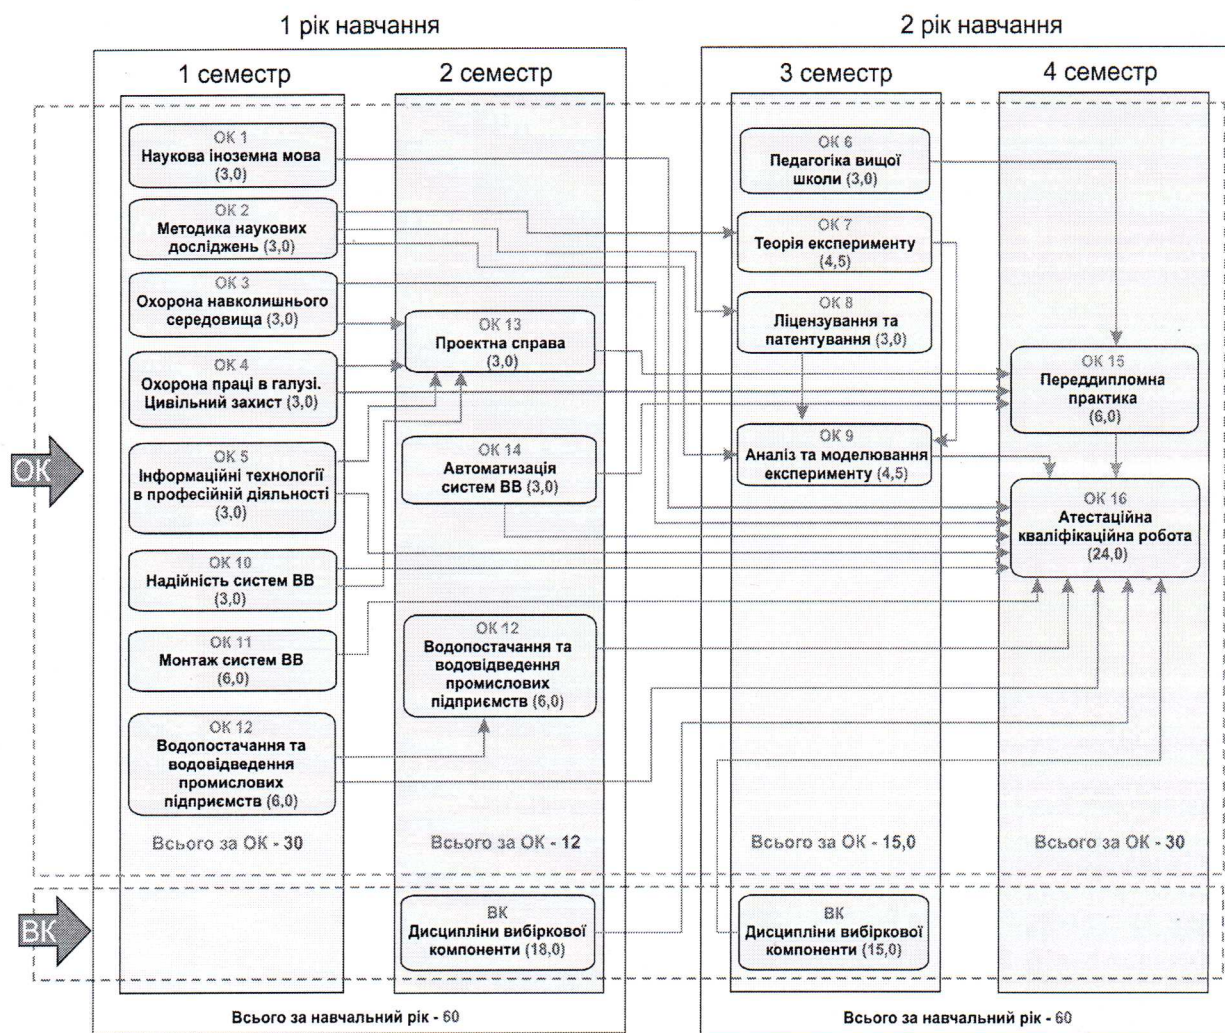 1 рік навчання
2 рік навчання
1 семестр
2 семестр
3 семестр
4 семестр
ОК
ОК 1
Наукова іноземна мова
(3,0)
ОК 2
Методика наукових
досліджень (3,0)
ОК 3
Охорона навколишнього
середовища (3,0)
ОК 4
Охорона праці в галузі.
Цивільний захист (3,0)
ОК 5
Інформаційні технології
в професійній діяльності
(3,0)
ОК 10
Надійність систем ВВ
(3,0)
ОК 11
Монтаж систем ВВ
(6,0)
ОК 12
Водопостачання та
водовідведення
промислових
підприємств (6,0)
Всього за ОК - 30
ОК 13
Проектна справа
(3,0)
ОК 14
Автоматизація
систем ВВ (3,0)
ОК 12
Водопостачання та
водовідведення
промислових
підприємств (6,0)
Всього за ОК - 12
ОК 6
Педагогіка вищої
школи (3,0)
ОК 7
Теорія експерименту
(4,5)
ОК 8
Ліцензування та
патентування (3,0)
ОК 9
Аналіз та моделювання
експерименту (4,5)
Всього за ОК - 15,0
ОК 15
Переддипломна
практика
(6,0)
ОК 16
Атестаційна
кваліфікаційна робота
(24,0)
Всього за ОК - 30
ВК
ВК
Дисципліни вибіркової
компоненти (18,0)
ВК
Дисципліни вибіркової
компоненти (15,0)
Всього за навчальний рік - 60
Всього за навчальний рік - 60